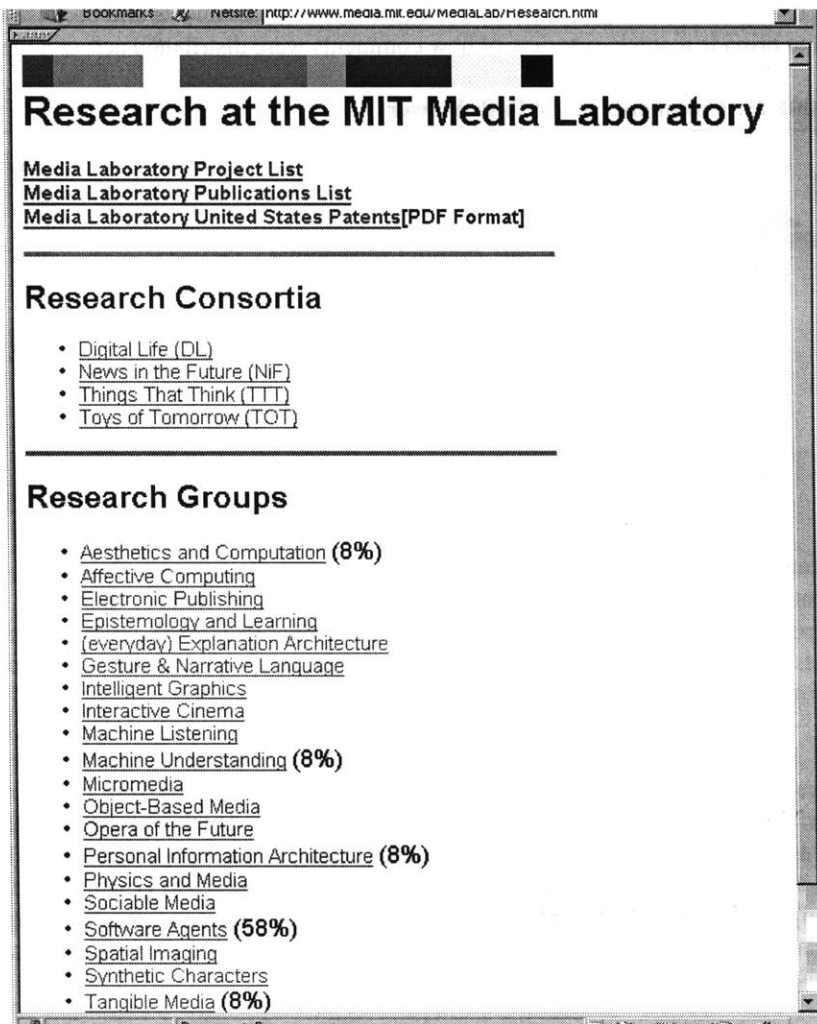 Bookmarks Netsite: http://www.media.mit.edu/MediaLab/Research.html
Research at the MIT Media Laboratory
Media Laboratory Project List
Media Laboratory Publications List
Media Laboratory United States Patents[PDF Format]
Research Consortia
• Digital Life (DL)
• News in the Future (NiF)
• Things That Think (TTT)
• Toys of Tomorrow (TOT)
Research Groups
• Aesthetics and Computation (8%)
• Affective Computing
• Electronic Publishing
• Epistemology and Learning
• (everyday) Explanation Architecture
• Gesture & Narrative Language
• Intelligent Graphics
• Interactive Cinema
• Machine Listening
• Machine Understanding (8%)
• Micromedia
• Object-Based Media
• Opera of the Future
• Personal Information Architecture (8%)
• Physics and Media
• Sociable Media
• Software Agents (58%)
• Spatial Imaging
• Synthetic Characters
• Tangible Media (8%)